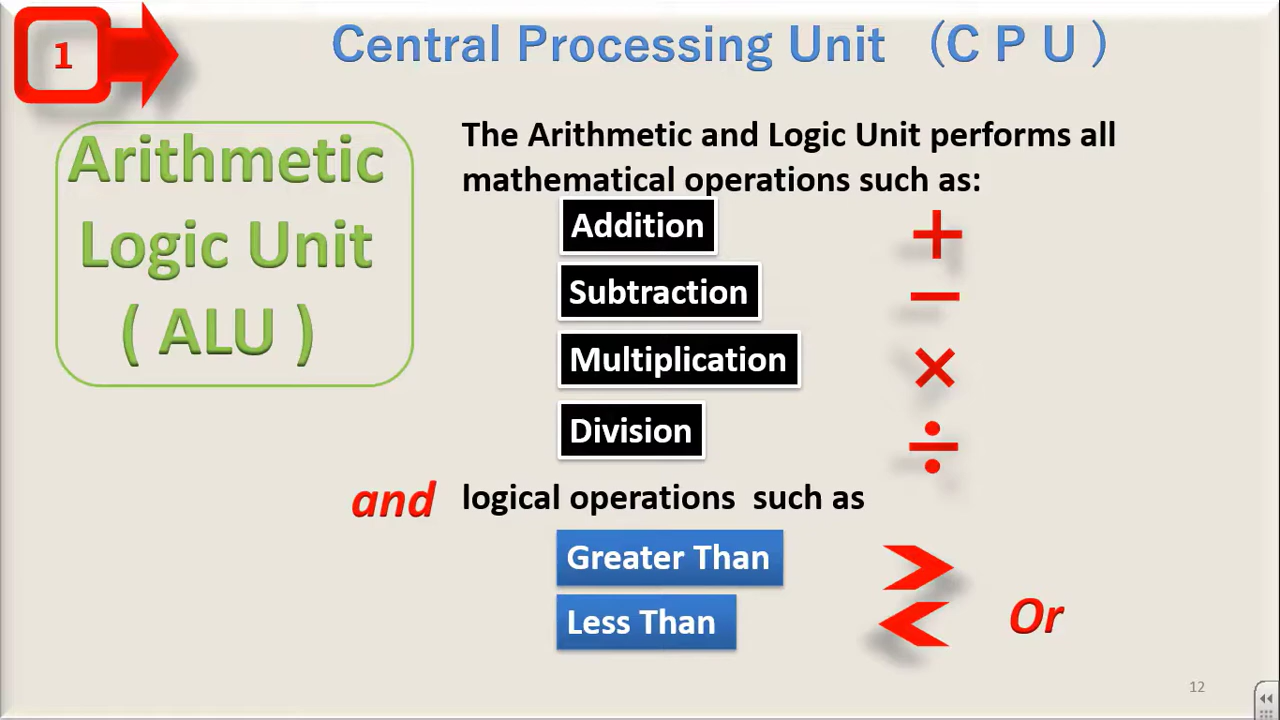 1
Central Processing Unit (C P U )
Arithmetic
Logic Unit
( ALU )
The Arithmetic and Logic Unit performs all
mathematical operations such as:
Addition +
Subtraction −
Multiplication ×
Division ÷
and logical operations such as
Greater Than >
Less Than <
Or
12